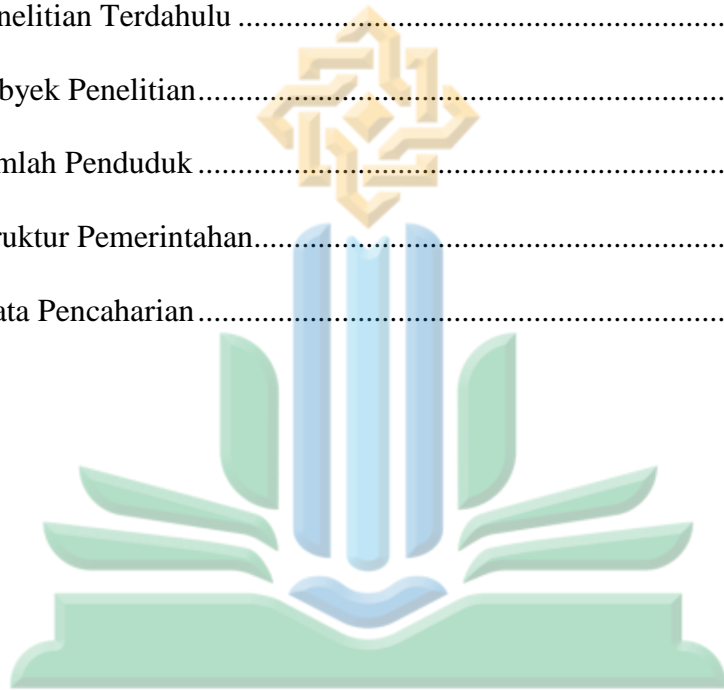 nelitian Terdahulu ..............................................................
byek Penelitian..................................................................
mlah Penduduk ...................................................................
ruktur Pemerintahan...........................................................
ata Pencaharian ..................................................................